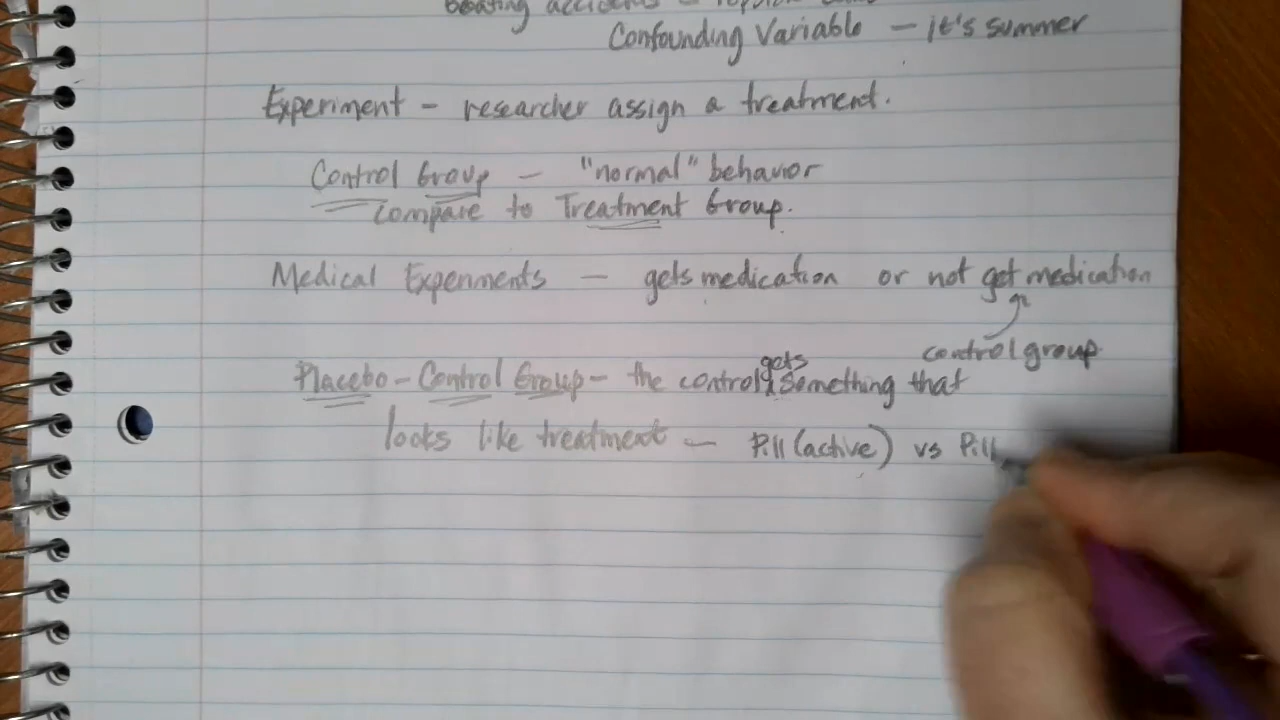 boating accidents
Confounding Variable - it's summer
Experiment - researcher assign a treatment.
Control Group - "normal" behavior
compare to Treatment Group.
Medical Experiments - gets medication or not get medication
control group
gets
Placebo - Control Group - the control something that
looks like treatment - Pill (active) vs Pill